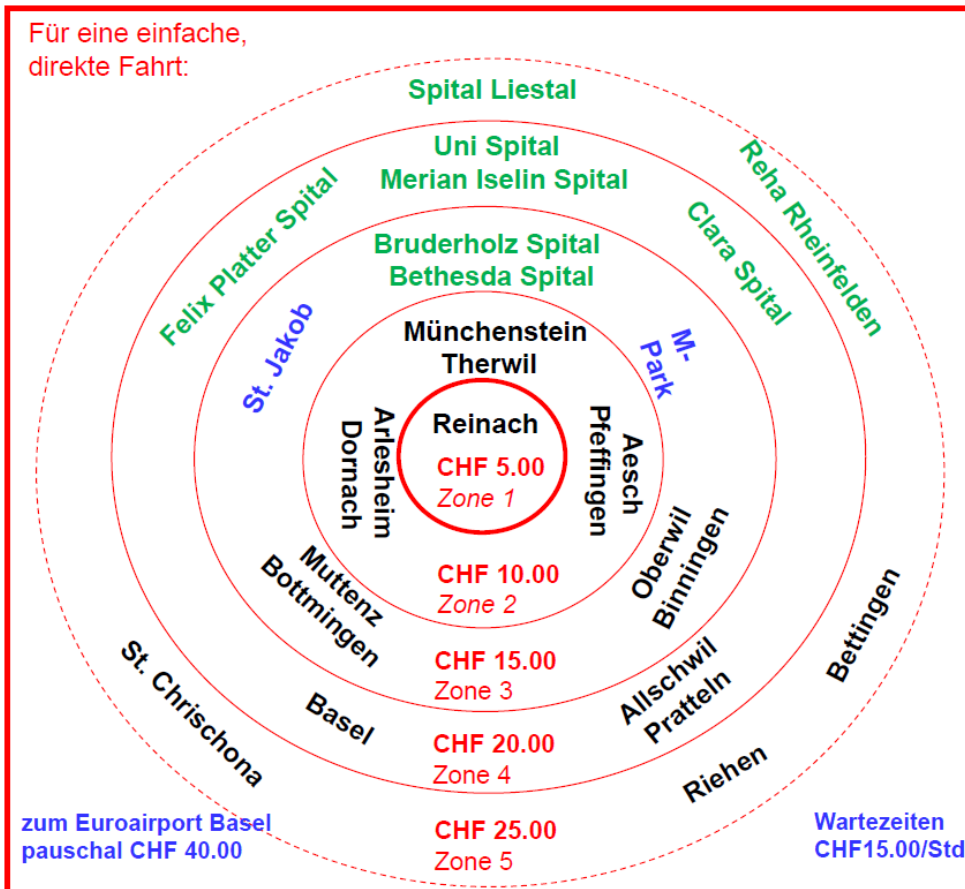 Für eine einfache,
direkte Fahrt:
Spital Liestal
Uni Spital
Merian Iselin Spital
Felix Platter Spital
Clara Spital
Reha Rheinfelden
Bruderholz Spital
Bethesda Spital
St. Jakob
M-
Park
Münchenstein
Therwil
Arlesheim
Dornach
Reinach
CHF 5.00
Zone 1
Aesch
Pfeffingen
CHF 10.00
Zone 2
Muttenz
Bottmingen
Oberwil
Binningen
CHF 15.00
Zone 3
Basel
Allschwil
Pratteln
CHF 20.00
Zone 4
St. Chrischona
Bettingen
Riehen
CHF 25.00
Zone 5
zum Euroairport Basel
pauschal CHF 40.00
Wartezeiten
CHF15.00/Std